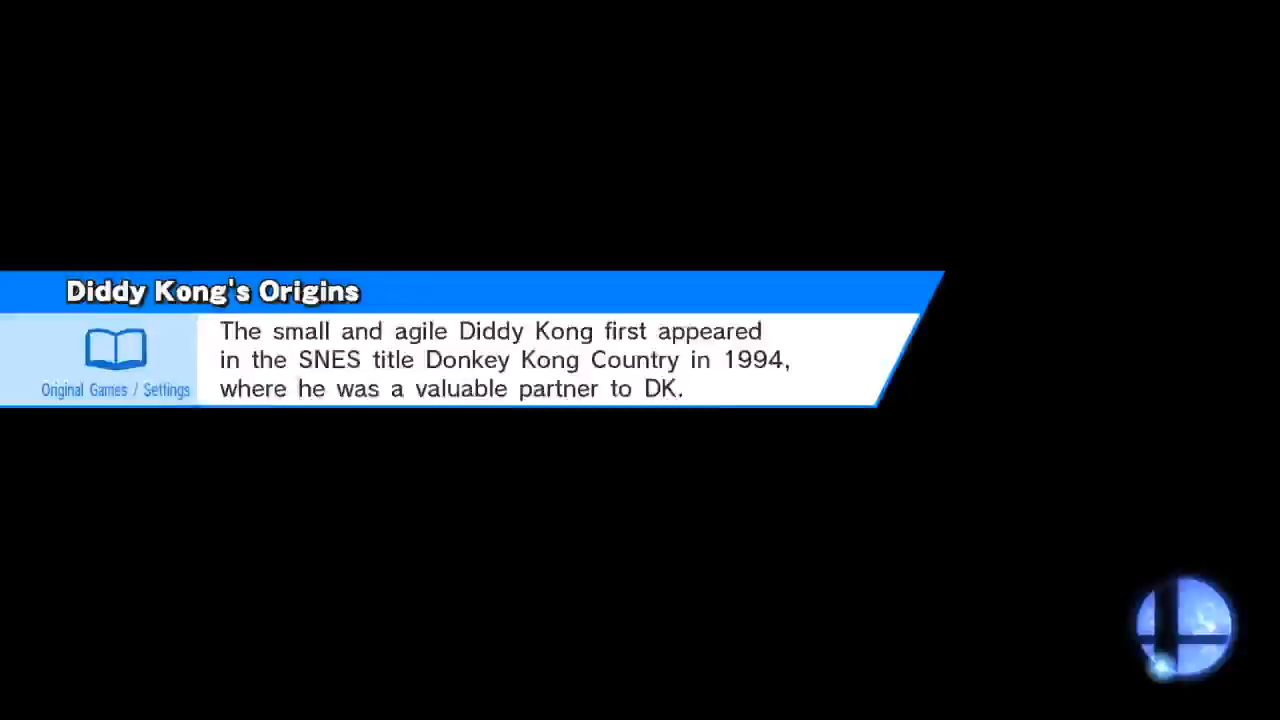 Diddy Kong's Origins
The small and agile Diddy Kong first appeared
in the SNES title Donkey Kong Country in 1994,
where he was a valuable partner to DK.
Original Games / Settings